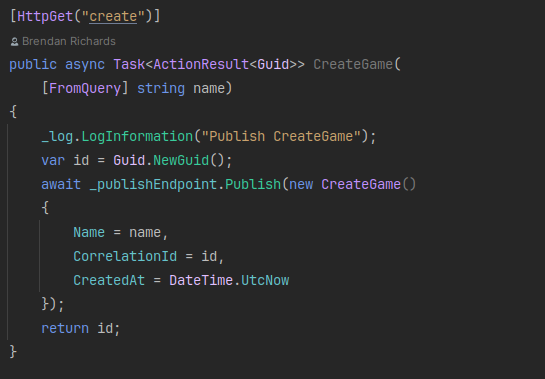 [HttpGet("create")]
Brendan Richards
public async Task<ActionResult<Guid>> CreateGame(
[FromQuery] string name)
{
_log.LogInformation("Publish CreateGame");
var id = Guid.NewGuid();
await _publishEndpoint.Publish(new CreateGame()
{
Name = name,
CorrelationId = id,
CreatedAt = DateTime.UtcNow
});
return id;
}